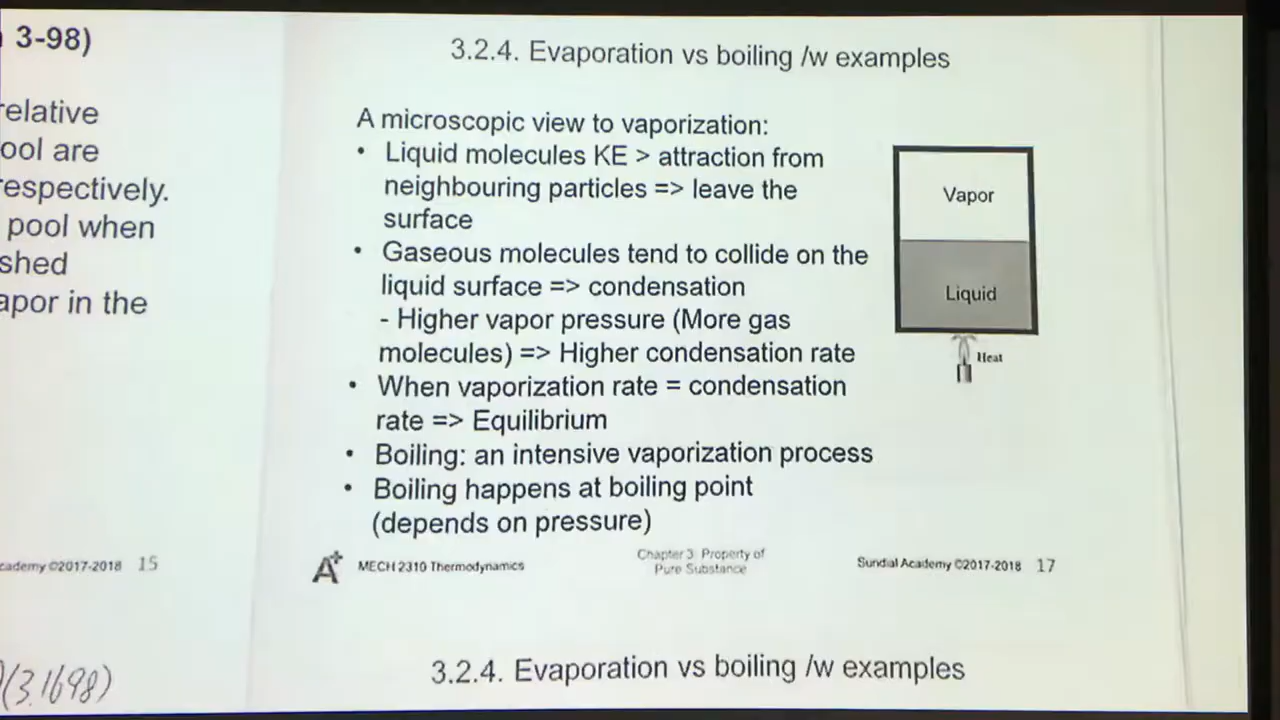 3-98)
relative
ool are
respectively.
pool when
shed
apor in the
cademy ©2017-2018 15
(3.1698)
3.2.4. Evaporation vs boiling /w examples
A microscopic view to vaporization:
• Liquid molecules KE > attraction from
neighbouring particles => leave the
surface
• Gaseous molecules tend to collide on the
liquid surface => condensation
- Higher vapor pressure (More gas
molecules) => Higher condensation rate
• When vaporization rate = condensation
rate => Equilibrium
• Boiling: an intensive vaporization process
• Boiling happens at boiling point
(depends on pressure)
Vapor
Liquid
Heat
A+ MECH 2310 Thermodynamics
Chapter 3: Property of
Pure Substance
Sundial Academy ©2017-2018 17
3.2.4. Evaporation vs boiling /w examples